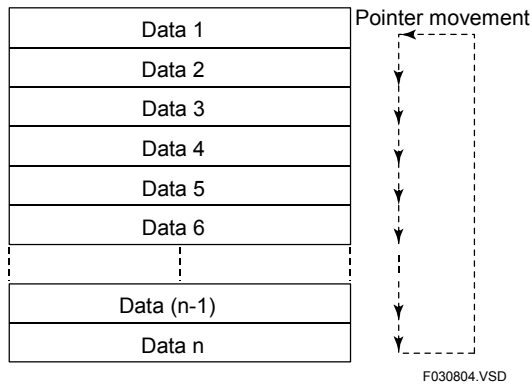 Pointer movement
Data 1
Data 2
Data 3
Data 4
Data 5
Data 6
Data (n-1)
Data n
F030804.VSD